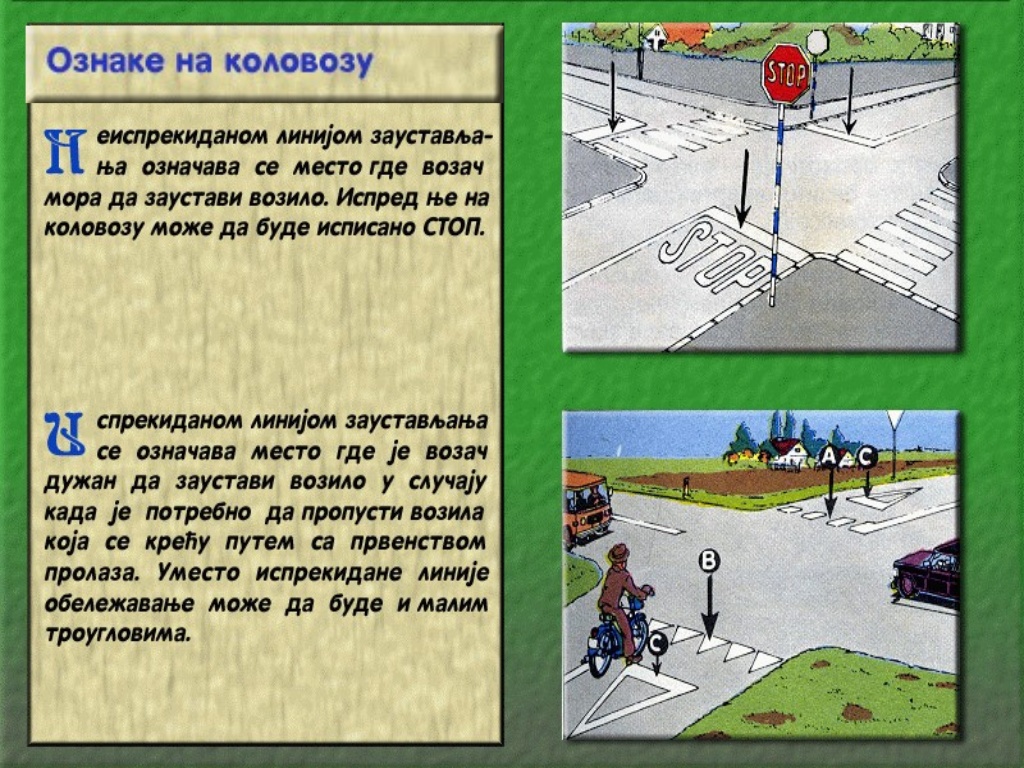 Ознаке на коловозу
Неиспрекиданом линијом зауставља-
ња означава се место где возач
мора да заустави возило. Испред ње на
коловозу може да буде исписано СТОП.
Испрекиданом линијом заустављања
се означава место где је возач
дужан да заустави возило у случају
када је потребно да пропусти возила
која се крећу путем са првенством
пролаза. Уместо испрекидане линије
обележавање може да буде и малим
троугловима.
STOP
STOP
A C
B
C